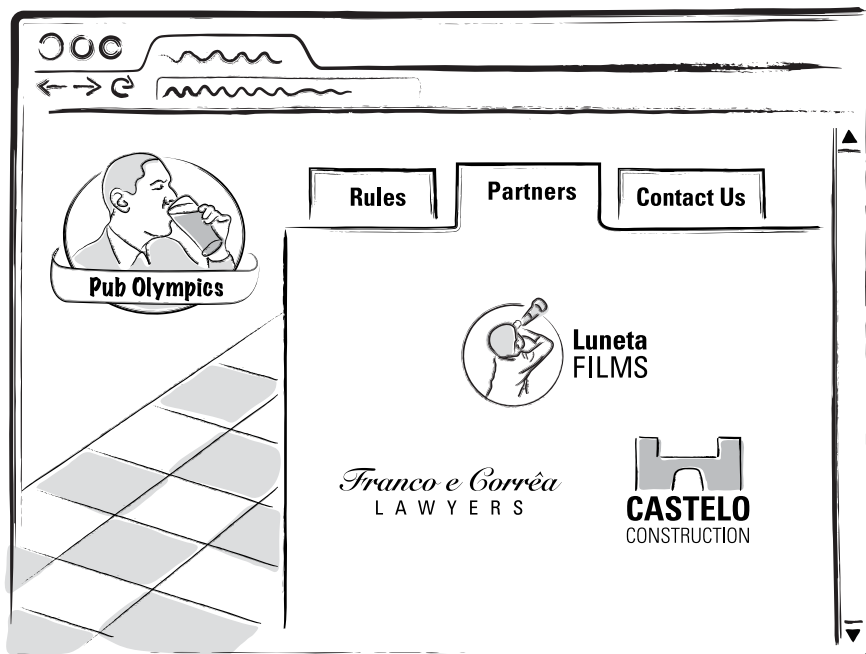 Pub Olympics
Rules
Partners
Contact Us
Luneta
FILMS
Franco e Corrêa
LAWYERS
CASTELO
CONSTRUCTION